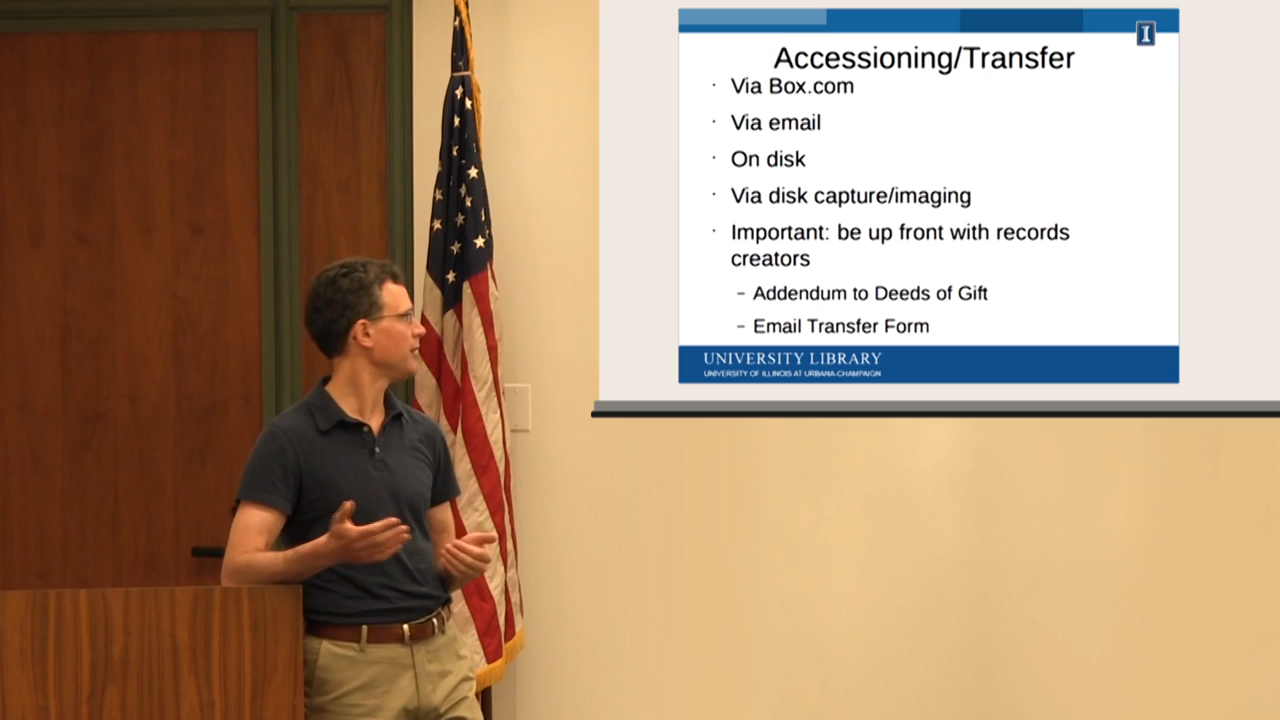 I
Accessioning/Transfer
· Via Box.com
· Via email
· On disk
· Via disk capture/imaging
· Important: be up front with records
creators
– Addendum to Deeds of Gift
– Email Transfer Form
UNIVERSITY LIBRARY
UNIVERSITY OF ILLINOIS AT URBANA-CHAMPAIGN